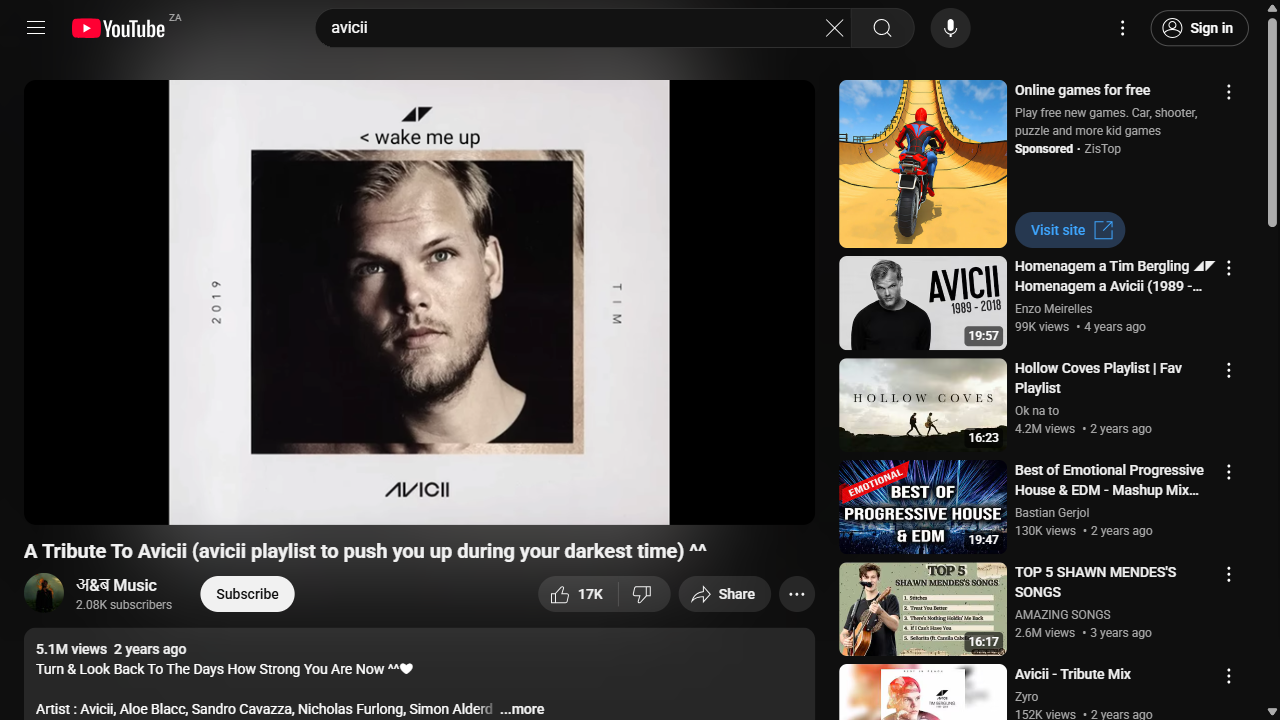 YouTube ZA
avicii
Sign in
< wake me up
2019
TIM
AVICII
A Tribute To Avicii (avicii playlist to push you up during your darkest time) ^^
अ&ब Music
2.08K subscribers
Subscribe
17K
Share
5.1M views 2 years ago
Turn & Look Back To The Days How Strong You Are Now ^^🖤
Artist : Avicii, Aloe Blacc, Sandro Cavazza, Nicholas Furlong, Simon Alderd ...more
Online games for free
Play free new games. Car, shooter,
puzzle and more kid games
Sponsored • ZisTop
Visit site
AVICII
1989 - 2018
19:57
Homenagem a Tim Bergling ◢◤
Homenagem a Avicii (1989 -...
Enzo Meirelles
99K views • 4 years ago
HOLLOW COVES
16:23
Hollow Coves Playlist | Fav
Playlist
Ok na to
4.2M views • 2 years ago
EMOTIONAL
BEST OF
PROGRESSIVE HOUSE
& EDM
19:47
Best of Emotional Progressive
House & EDM - Mashup Mix...
Bastian Gerjol
130K views • 2 years ago
TOP 5
SHAWN MENDES'S SONGS
1. Stitches
2. Treat You Better
3. There's Nothing Holdin' Me Back
4. If I Can't Have You
5. Señorita (ft. Camila Cabe
16:17
TOP 5 SHAWN MENDES'S
SONGS
AMAZING SONGS
2.6M views • 3 years ago
Avicii - Tribute Mix
Zyro
152K views • 2 years ago